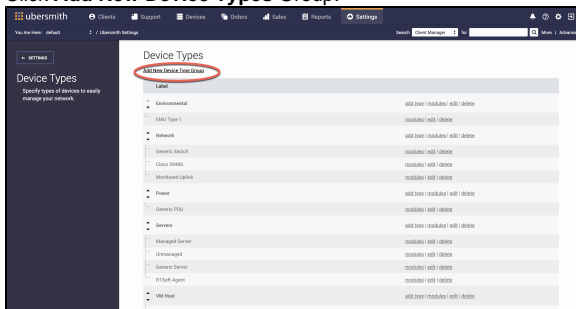 Click Add New Device Types Group.
ubersmith Clients Support Devices Orders Sales Reports Settings
You Are Here: default / Ubersmith Settings Search Client Manager for More | Advanced
← SETTINGS
Device Types
Specify types of devices to easily
manage your network.
Device Types
Add New Device Type Group
Label
Environmental add type | modules | edit | delete
EMU Type 1 modules | edit | delete
Network add type | modules | edit | delete
Generic Switch modules | edit | delete
Cisco 2948G modules | edit | delete
Monitored Uplink modules | edit | delete
Power add type | modules | edit | delete
Generic PDU modules | edit | delete
Servers add type | modules | edit | delete
Managed Server modules | edit | delete
Unmanaged modules | edit | delete
Generic Server modules | edit | delete
R1Soft Agent modules | edit | delete
VM Host add type | modules | edit | delete